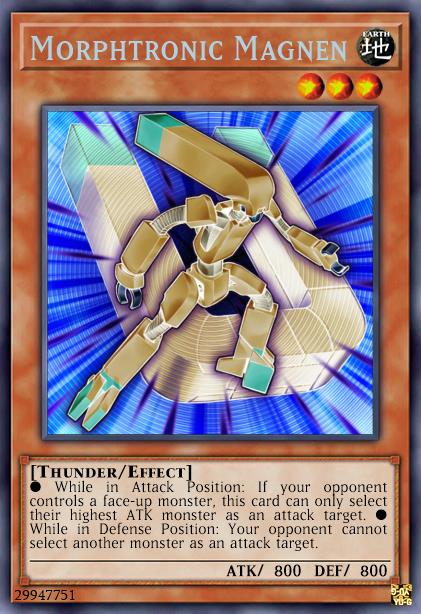 Morphtronic Magnen
EARTH
地
[Thunder/Effect]
● While in Attack Position: If your opponent
controls a face-up monster, this card can only select
their highest ATK monster as an attack target. ●
While in Defense Position: Your opponent cannot
select another monster as an attack target.
ATK/ 800 DEF/ 800
29947751